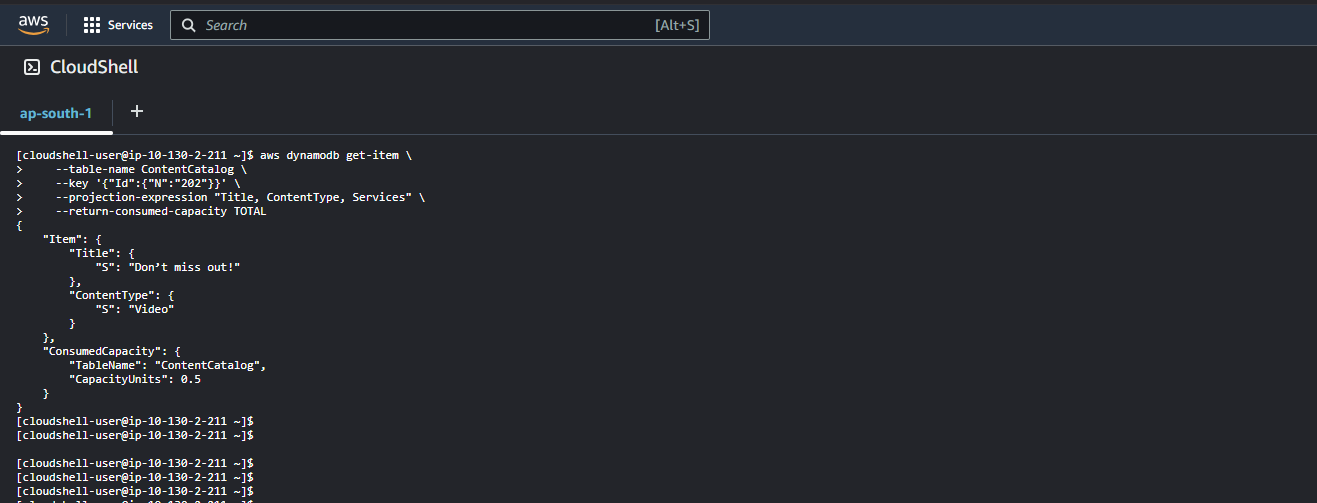 aws
Services
Search
[Alt+S]
CloudShell
ap-south-1
+
[cloudshell-user@ip-10-130-2-211 ~]$ aws dynamodb get-item \
>     --table-name ContentCatalog \
>     --key '{"Id":{"N":"202"}}' \
>     --projection-expression "Title, ContentType, Services" \
>     --return-consumed-capacity TOTAL
{
    "Item": {
        "Title": {
            "S": "Don’t miss out!"
        },
        "ContentType": {
            "S": "Video"
        }
    },
    "ConsumedCapacity": {
        "TableName": "ContentCatalog",
        "CapacityUnits": 0.5
    }
}
[cloudshell-user@ip-10-130-2-211 ~]$
[cloudshell-user@ip-10-130-2-211 ~]$
[cloudshell-user@ip-10-130-2-211 ~]$
[cloudshell-user@ip-10-130-2-211 ~]$
[cloudshell-user@ip-10-130-2-211 ~]$